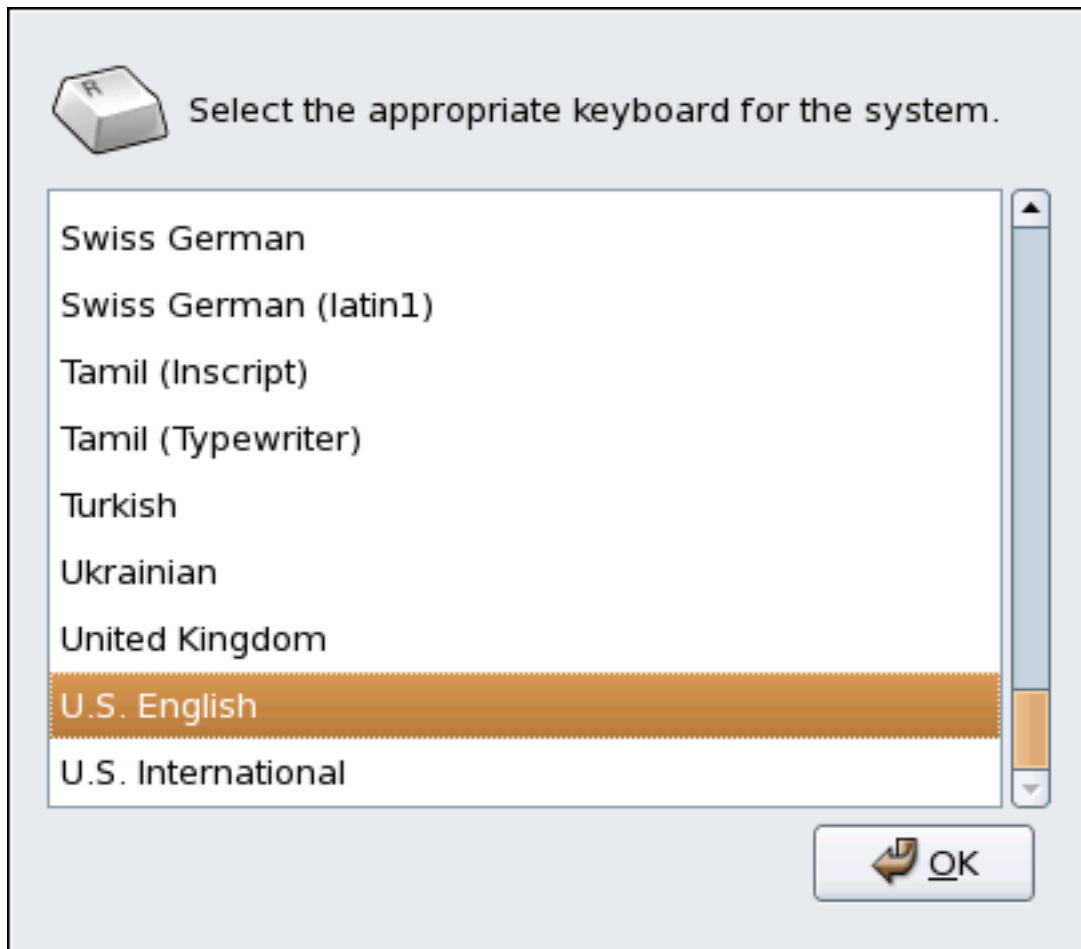 R
Select the appropriate keyboard for the system.
Swiss German
Swiss German (latin1)
Tamil (Inscript)
Tamil (Typewriter)
Turkish
Ukrainian
United Kingdom
U.S. English
U.S. International
OK